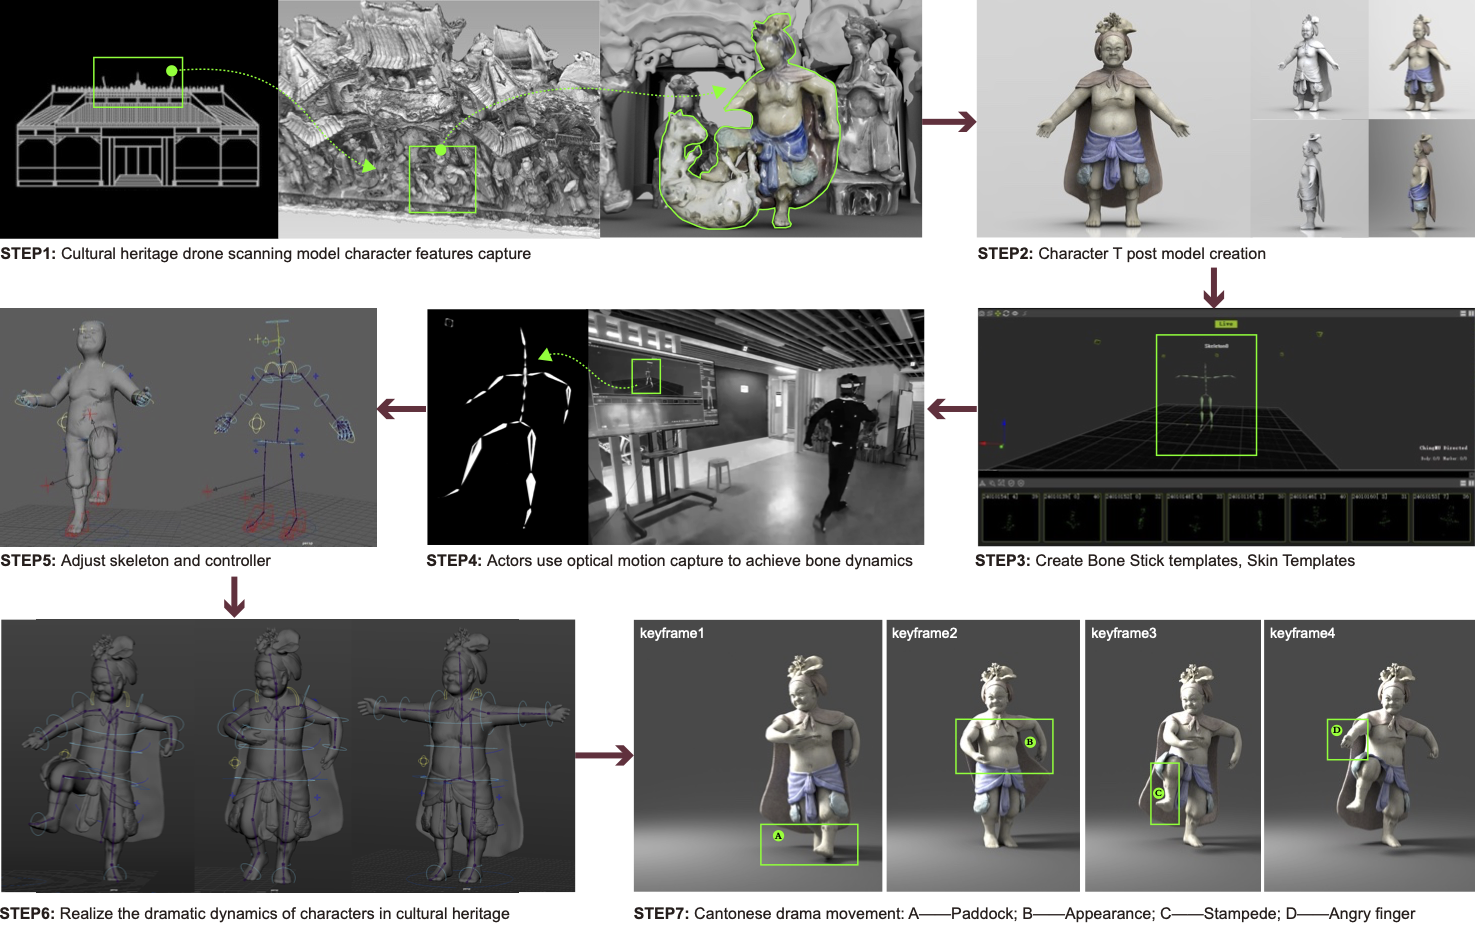 STEP1: Cultural heritage drone scanning model character features capture
STEP2: Character T post model creation
Live
Skeleton0
STEP5: Adjust skeleton and controller
STEP4: Actors use optical motion capture to achieve bone dynamics
STEP3: Create Bone Stick templates, Skin Templates
keyframe1
keyframe2
keyframe3
keyframe4
A
B
C
D
STEP6: Realize the dramatic dynamics of characters in cultural heritage
STEP7: Cantonese drama movement: A——Paddock; B——Appearance; C——Stampede; D——Angry finger